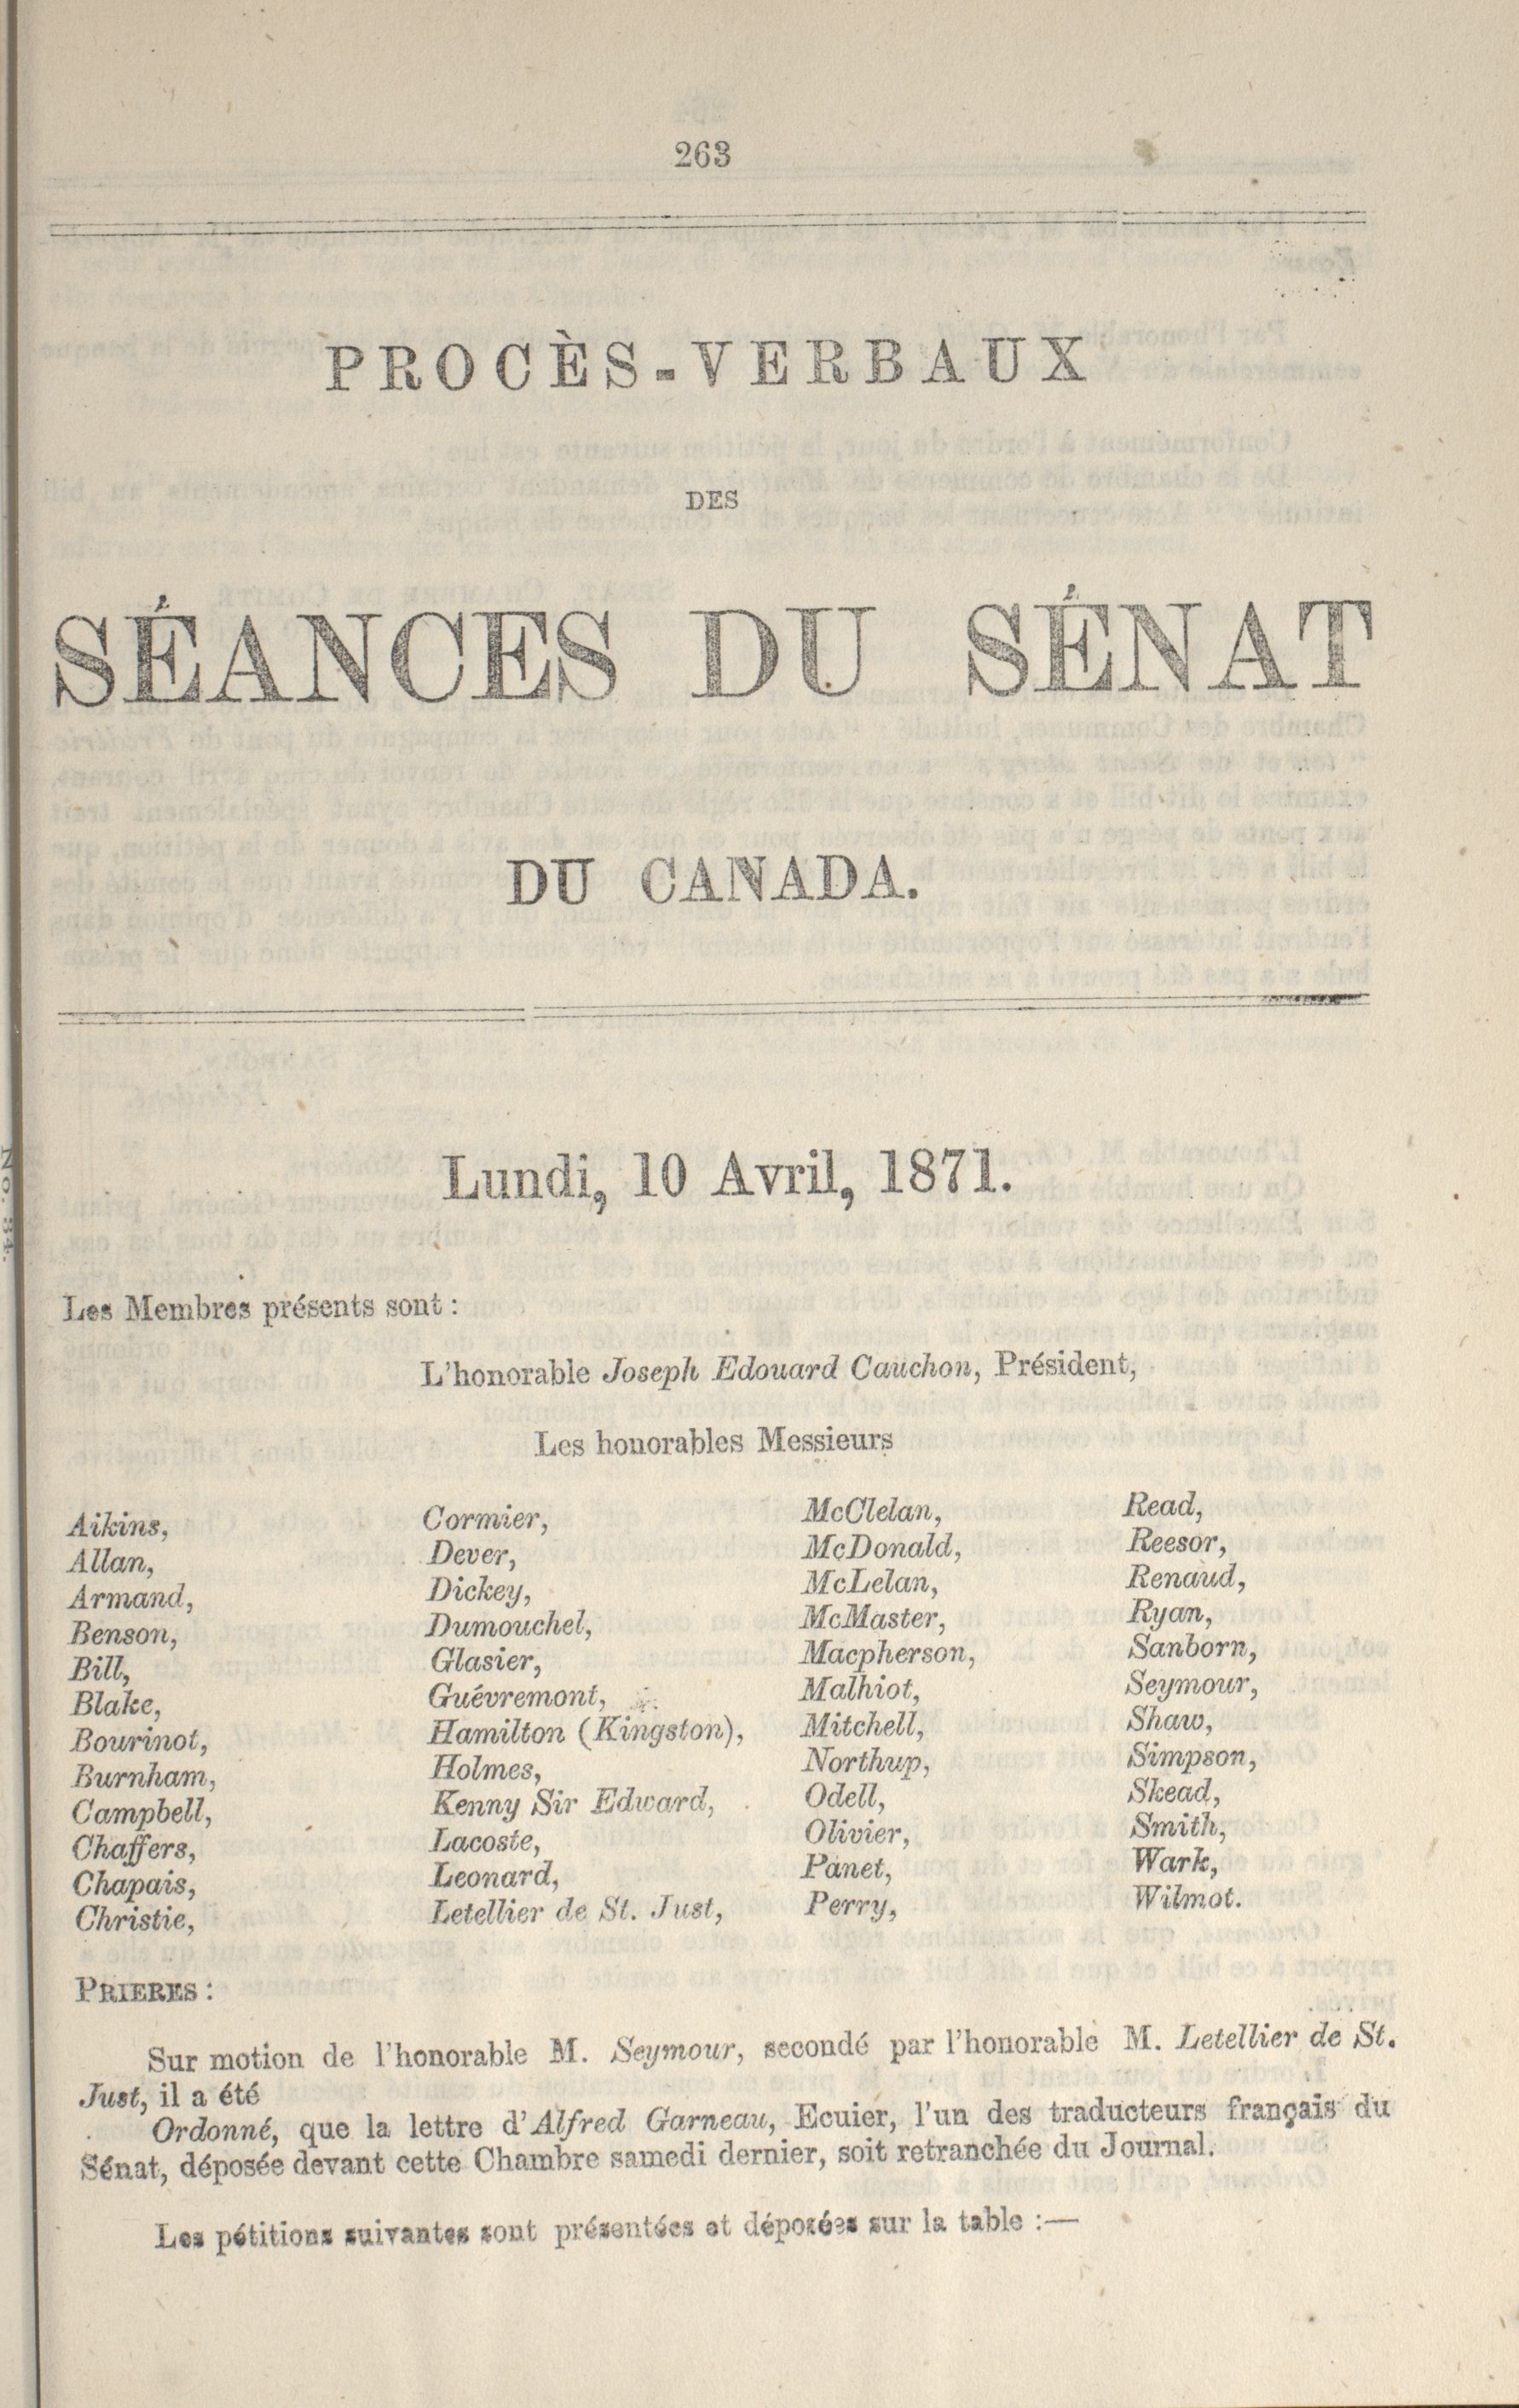 263
PROCÈS-VERBAUX
DES
SÉANCES DU SÉNAT
DU CANADA.
Lundi, 10 Avril, 1871.
Les Membres présents sont :
L'honorable Joseph Edouard Cauchon, Président,
Les honorables Messieurs
Aikins,
Allan,
Armand,
Benson,
Bill,
Blake,
Bourinot,
Burnham,
Campbell,
Chaffers,
Chapais,
Christie,
Cormier,
Dever,
Dickey,
Dumouchel,
Glasier,
Guévremont,
Hamilton (Kingston),
Holmes,
Kenny Sir Edward,
Lacoste,
Leonard,
Letellier de St. Just,
McClelan,
McDonald,
McLelan,
McMaster,
Macpherson,
Malhiot,
Mitchell,
Northup,
Odell,
Olivier,
Panet,
Perry,
Read,
Reesor,
Renaud,
Ryan,
Sanborn,
Seymour,
Shaw,
Simpson,
Skead,
Smith,
Wark,
Wilmot.
PRIERES :
Sur motion de l'honorable M. Seymour, secondé par l'honorable M. Letellier de St.
Just, il a été
Ordonné, que la lettre d'Alfred Garneau, Ecuier, l'un des traducteurs français du
Sénat, déposée devant cette Chambre samedi dernier, soit retranchée du Journal.
Les pétitions suivantes sont présentées et déposées sur la table :—
No. 34.